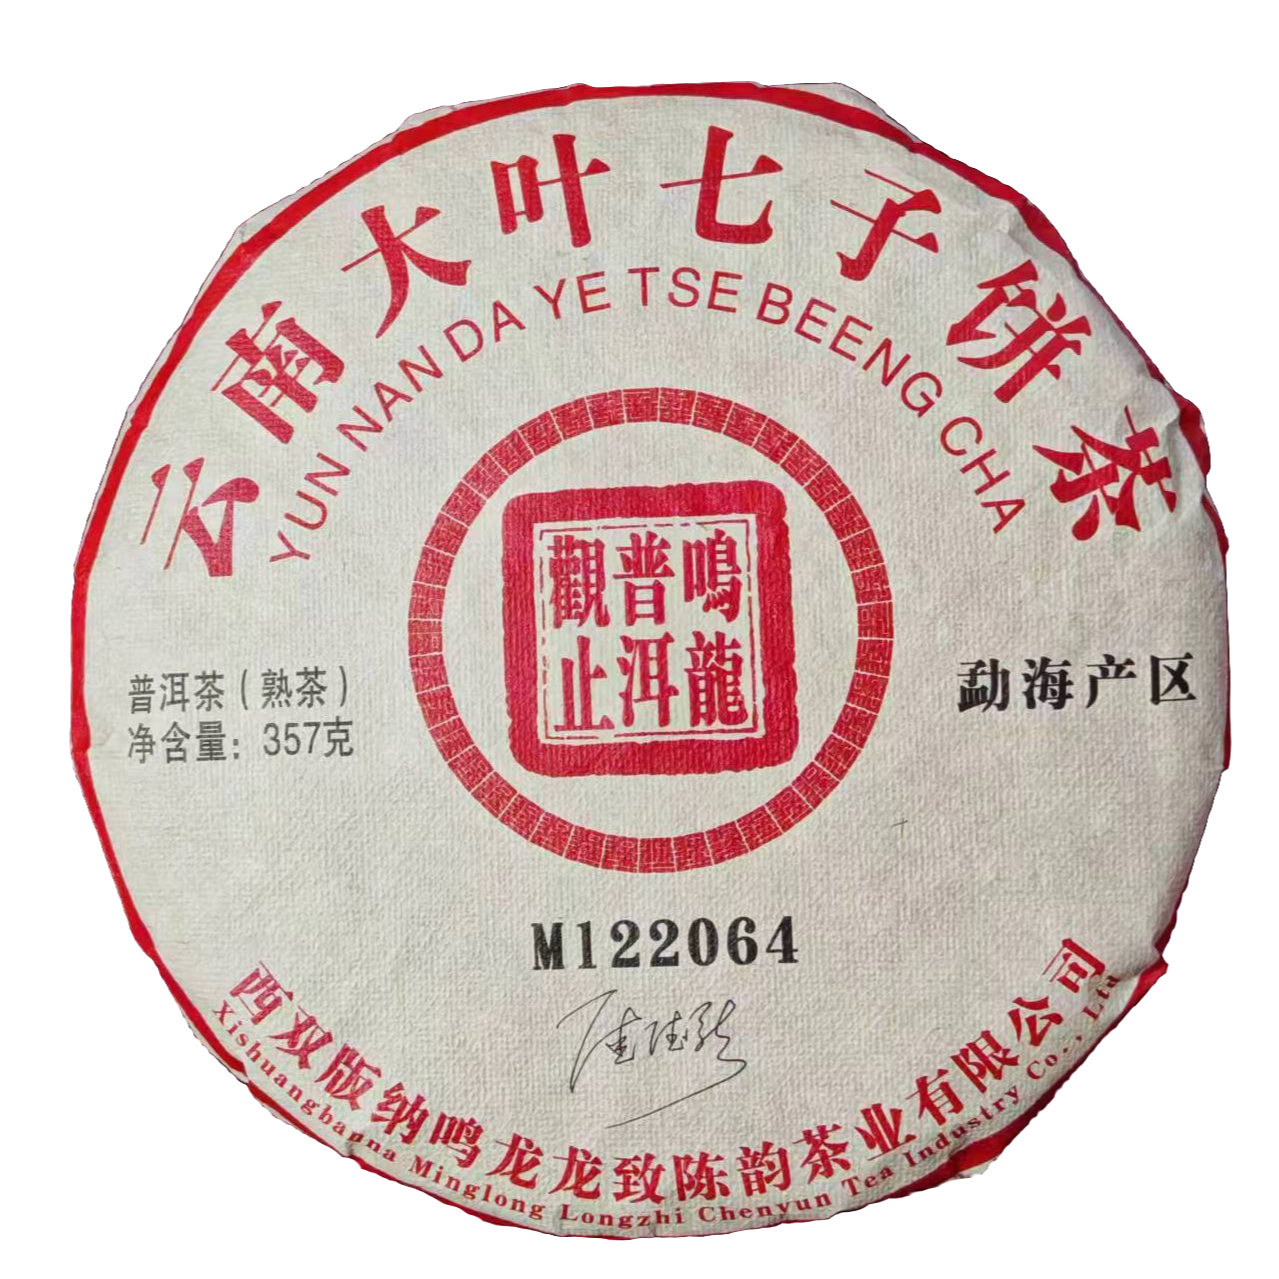 云南大叶七子饼茶
YUN NAN DA YE TSE BEENG CHA
鳴龍
普洱
觀止
普洱茶(熟茶)
净含量:357克
勐海产区
M122064
西双版纳鸣龙龙致陈韵茶业有限公司
Xishuangbanna Minglong Longzhi Chenyun Tea Industry Co., Ltd